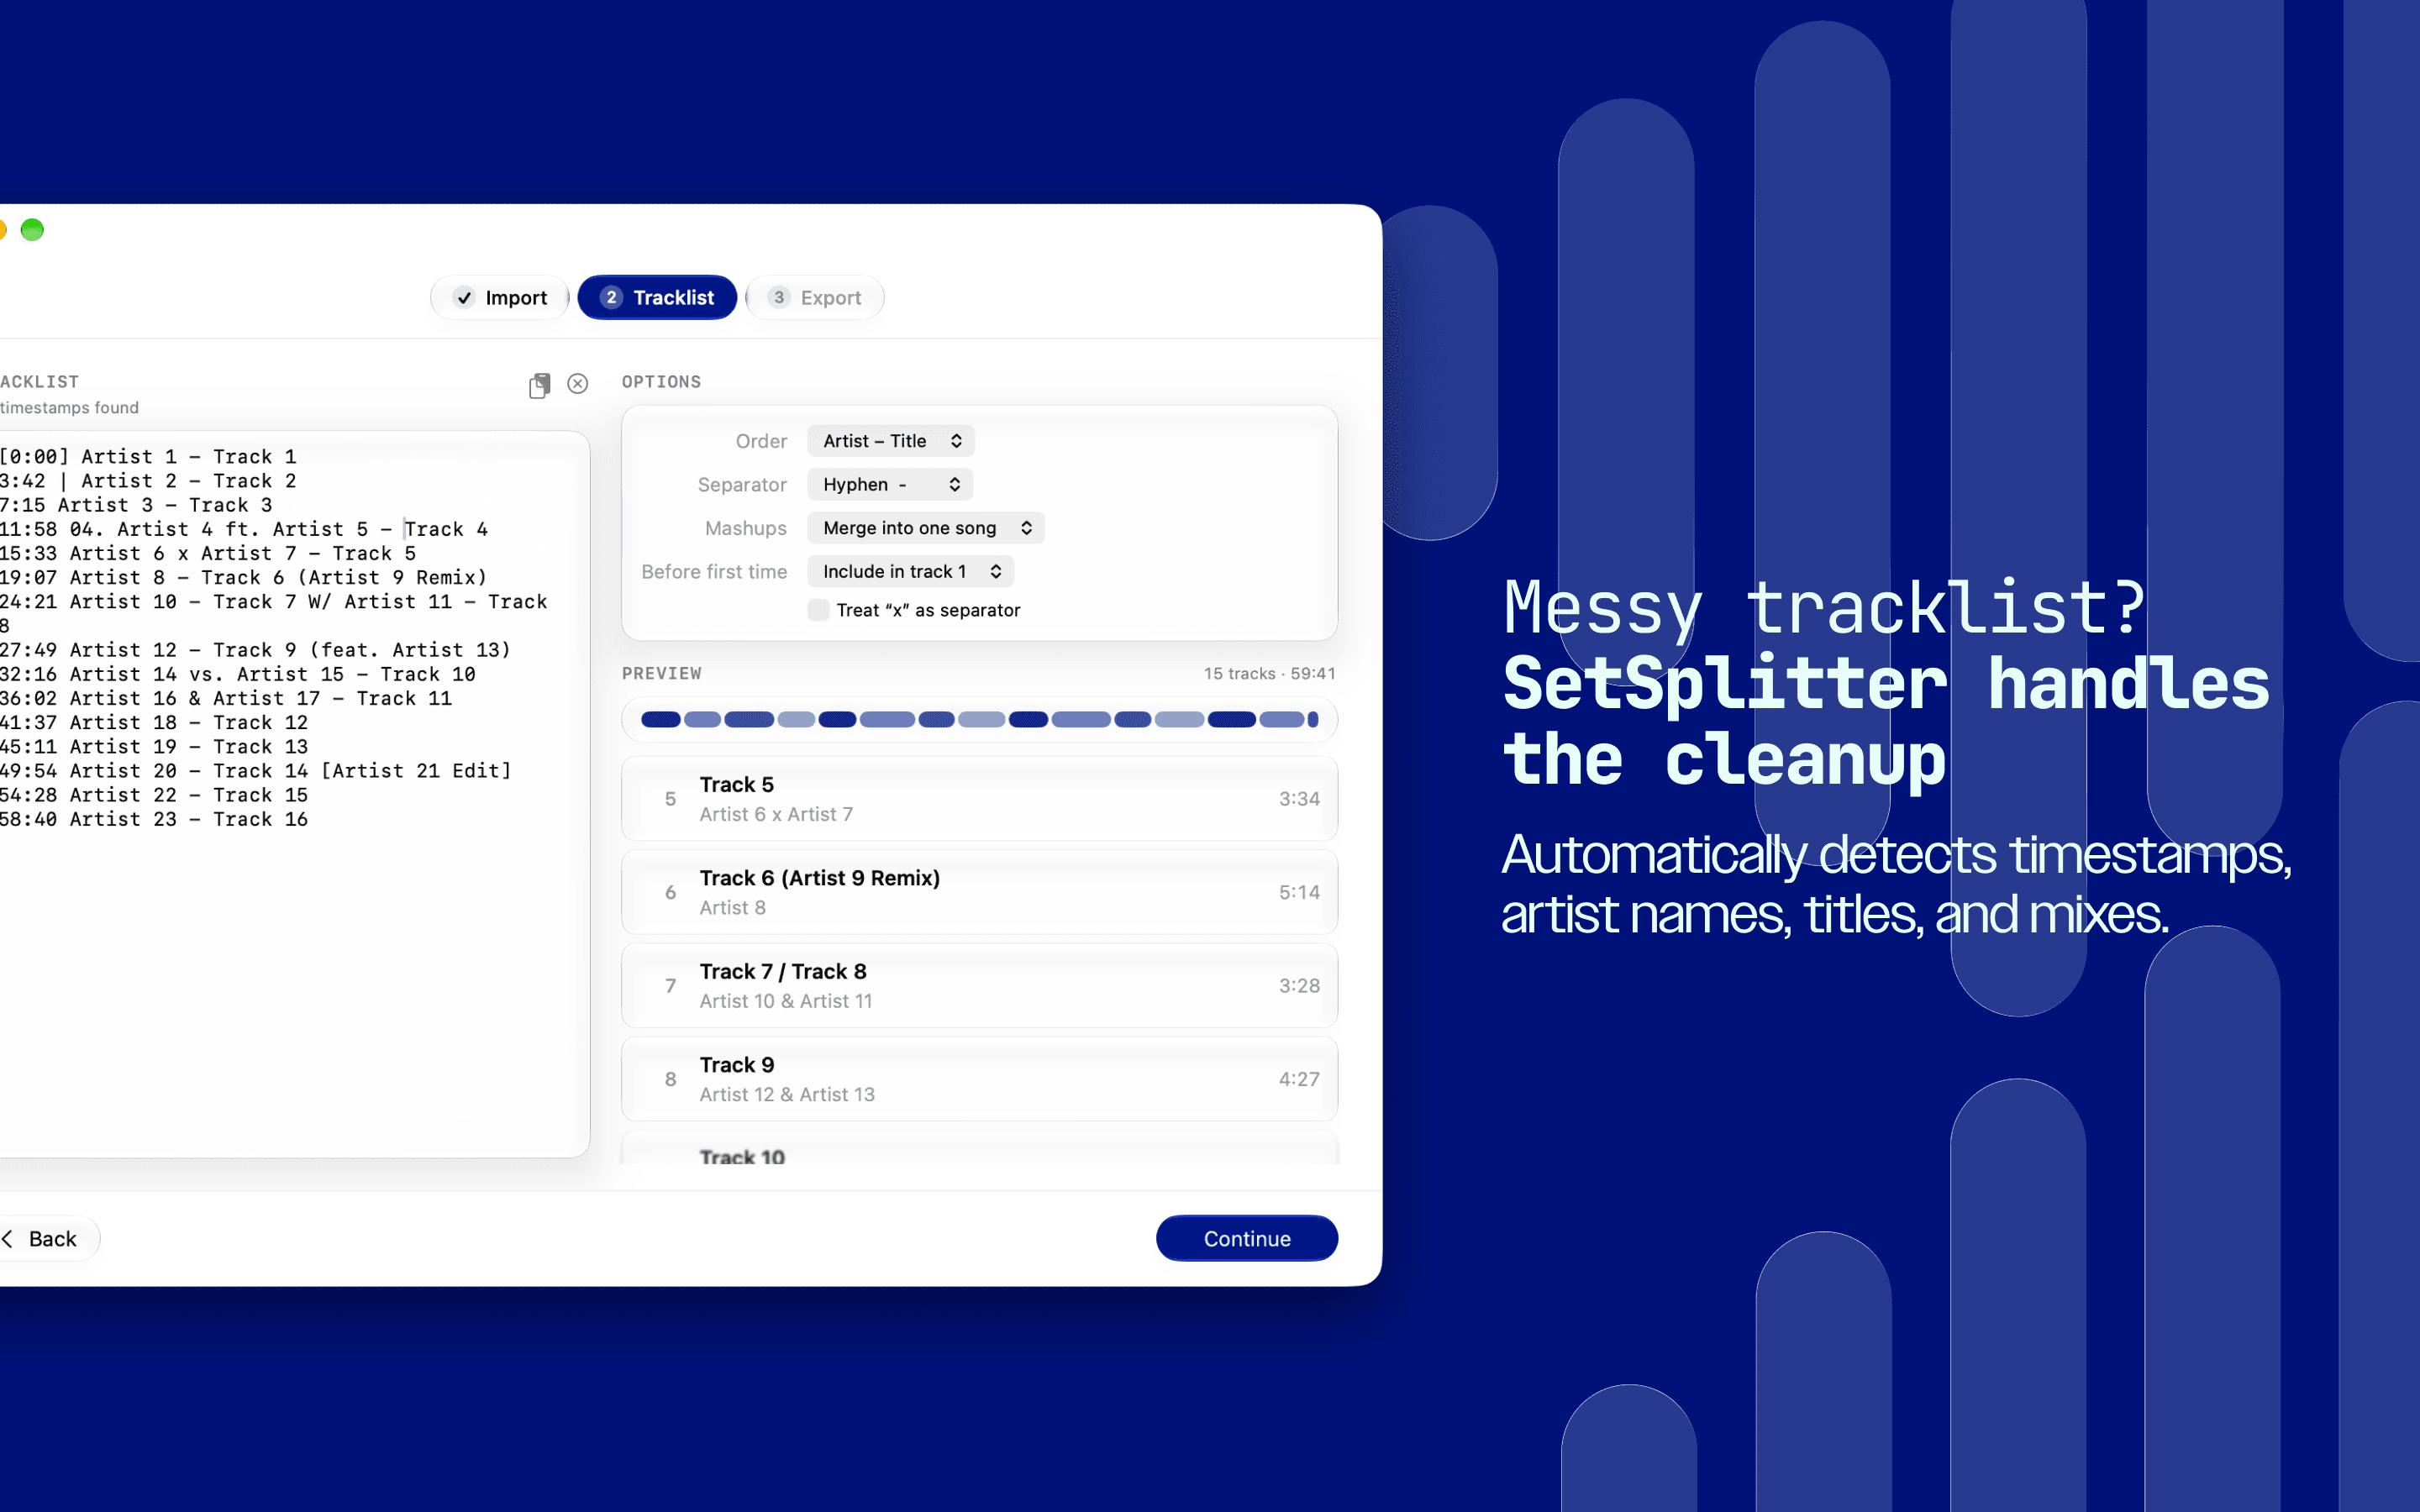 Import
2 Tracklist
3 Export
ACKLIST
timestamps found
[0:00] Artist 1 – Track 1
3:42 | Artist 2 – Track 2
7:15 Artist 3 – Track 3
11:58 04. Artist 4 ft. Artist 5 – Track 4
15:33 Artist 6 x Artist 7 – Track 5
19:07 Artist 8 – Track 6 (Artist 9 Remix)
24:21 Artist 10 – Track 7 W/ Artist 11 – Track
8
27:49 Artist 12 – Track 9 (feat. Artist 13)
32:16 Artist 14 vs. Artist 15 – Track 10
36:02 Artist 16 & Artist 17 – Track 11
41:37 Artist 18 – Track 12
45:11 Artist 19 – Track 13
49:54 Artist 20 – Track 14 [Artist 21 Edit]
54:28 Artist 22 – Track 15
58:40 Artist 23 – Track 16
OPTIONS
Order Artist – Title
Separator Hyphen -
Mashups Merge into one song
Before first time Include in track 1
Treat “x” as separator
PREVIEW 15 tracks · 59:41
5 Track 5 3:34
Artist 6 x Artist 7
6 Track 6 (Artist 9 Remix) 5:14
Artist 8
7 Track 7 / Track 8 3:28
Artist 10 & Artist 11
8 Track 9 4:27
Artist 12 & Artist 13
Track 10
Back
Continue
Messy tracklist?
SetSplitter handles
the cleanup
Automatically detects timestamps,
artist names, titles, and mixes.